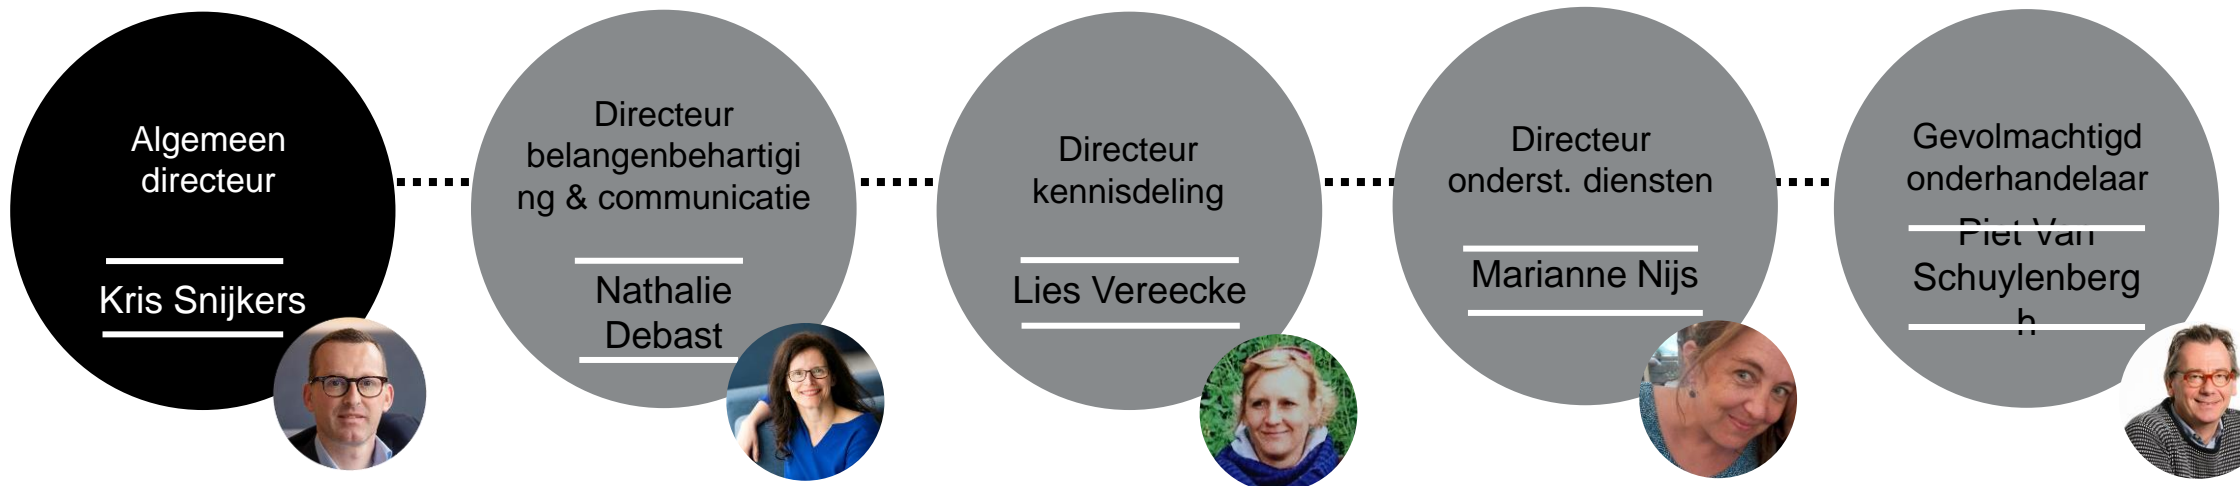 Algemeen
directeur
Kris Snijkers
Directeur
belangenbehartigi
ng & communicatie
Nathalie
Debast
Directeur
kennisdeling
Lies Vereecke
Directeur
onderst. diensten
Marianne Nijs
Gevolmachtigd
onderhandelaar
Piet Van
Schuylenberg
h